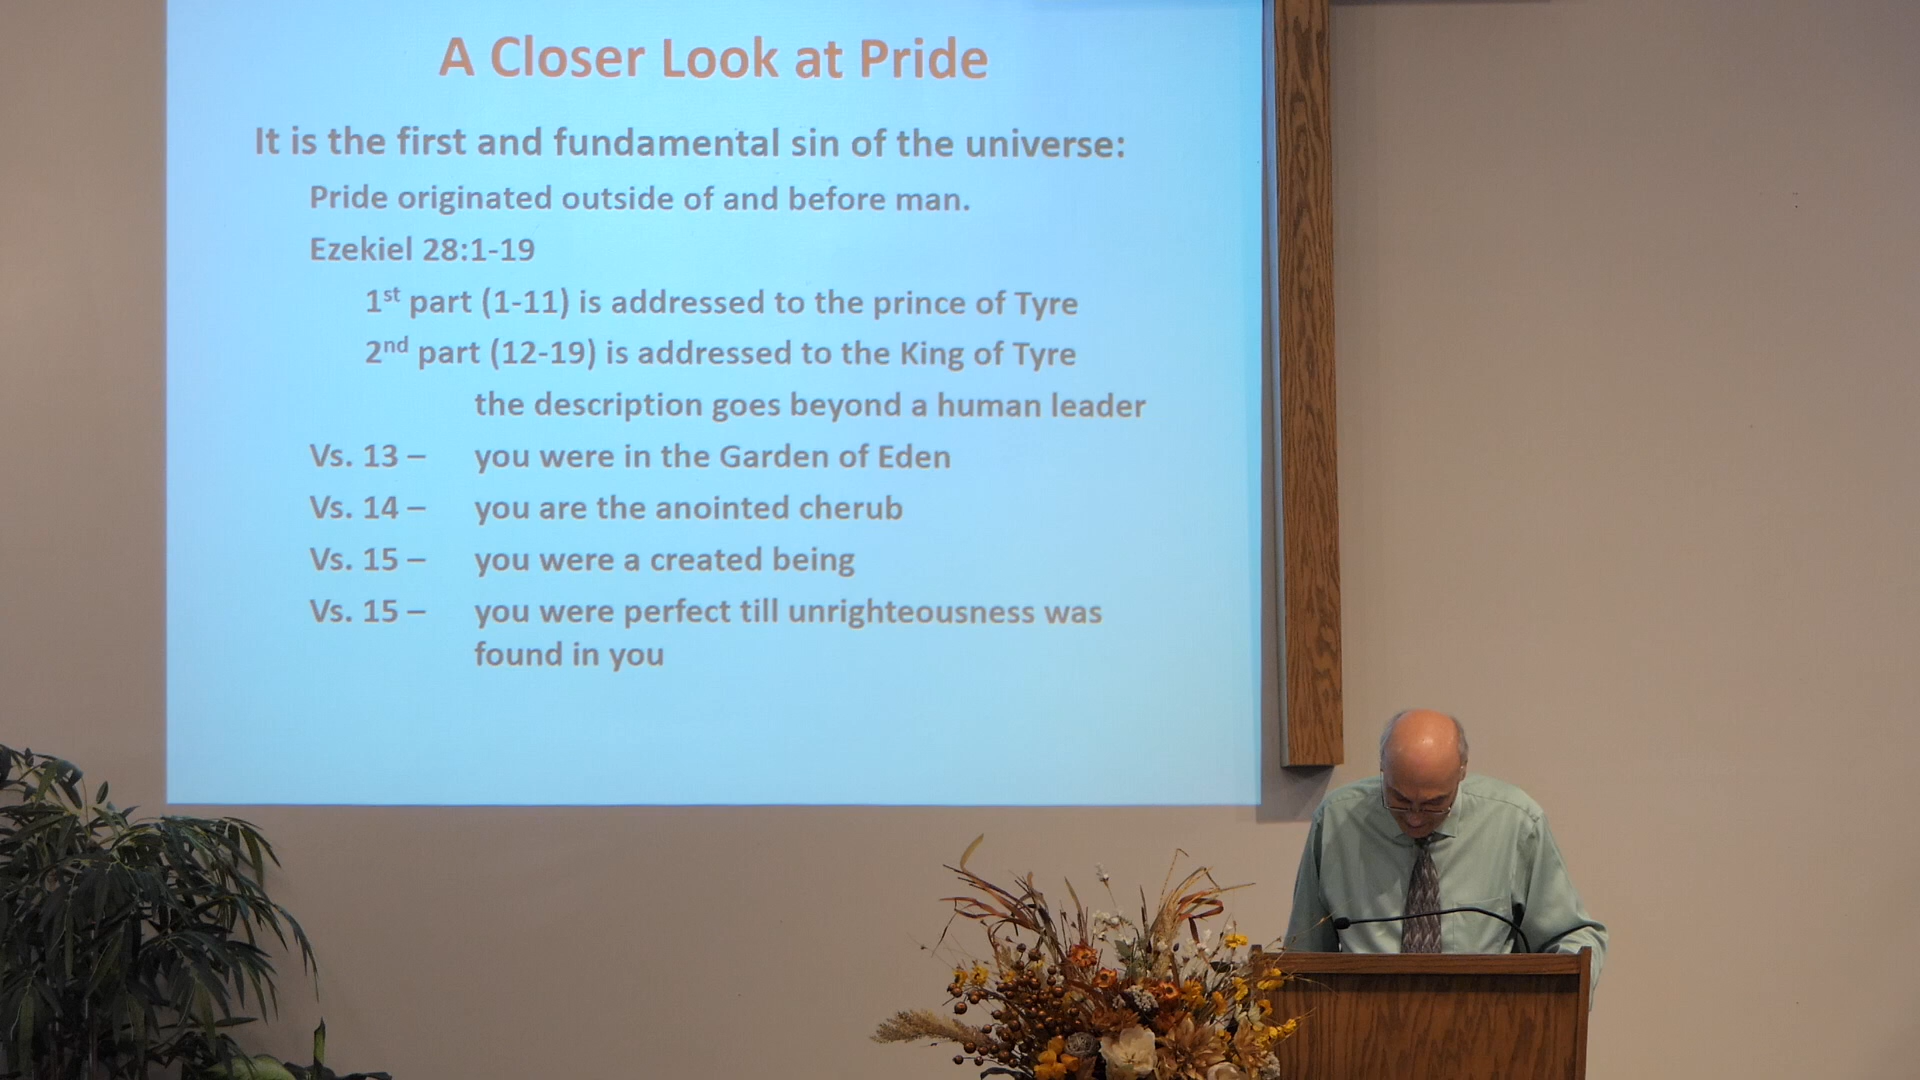 A Closer Look at Pride
It is the first and fundamental sin of the universe:
Pride originated outside of and before man.
Ezekiel 28:1-19
1st part (1-11) is addressed to the prince of Tyre
2nd part (12-19) is addressed to the King of Tyre
the description goes beyond a human leader
Vs. 13 – you were in the Garden of Eden
Vs. 14 – you are the anointed cherub
Vs. 15 – you were a created being
Vs. 15 – you were perfect till unrighteousness was
found in you